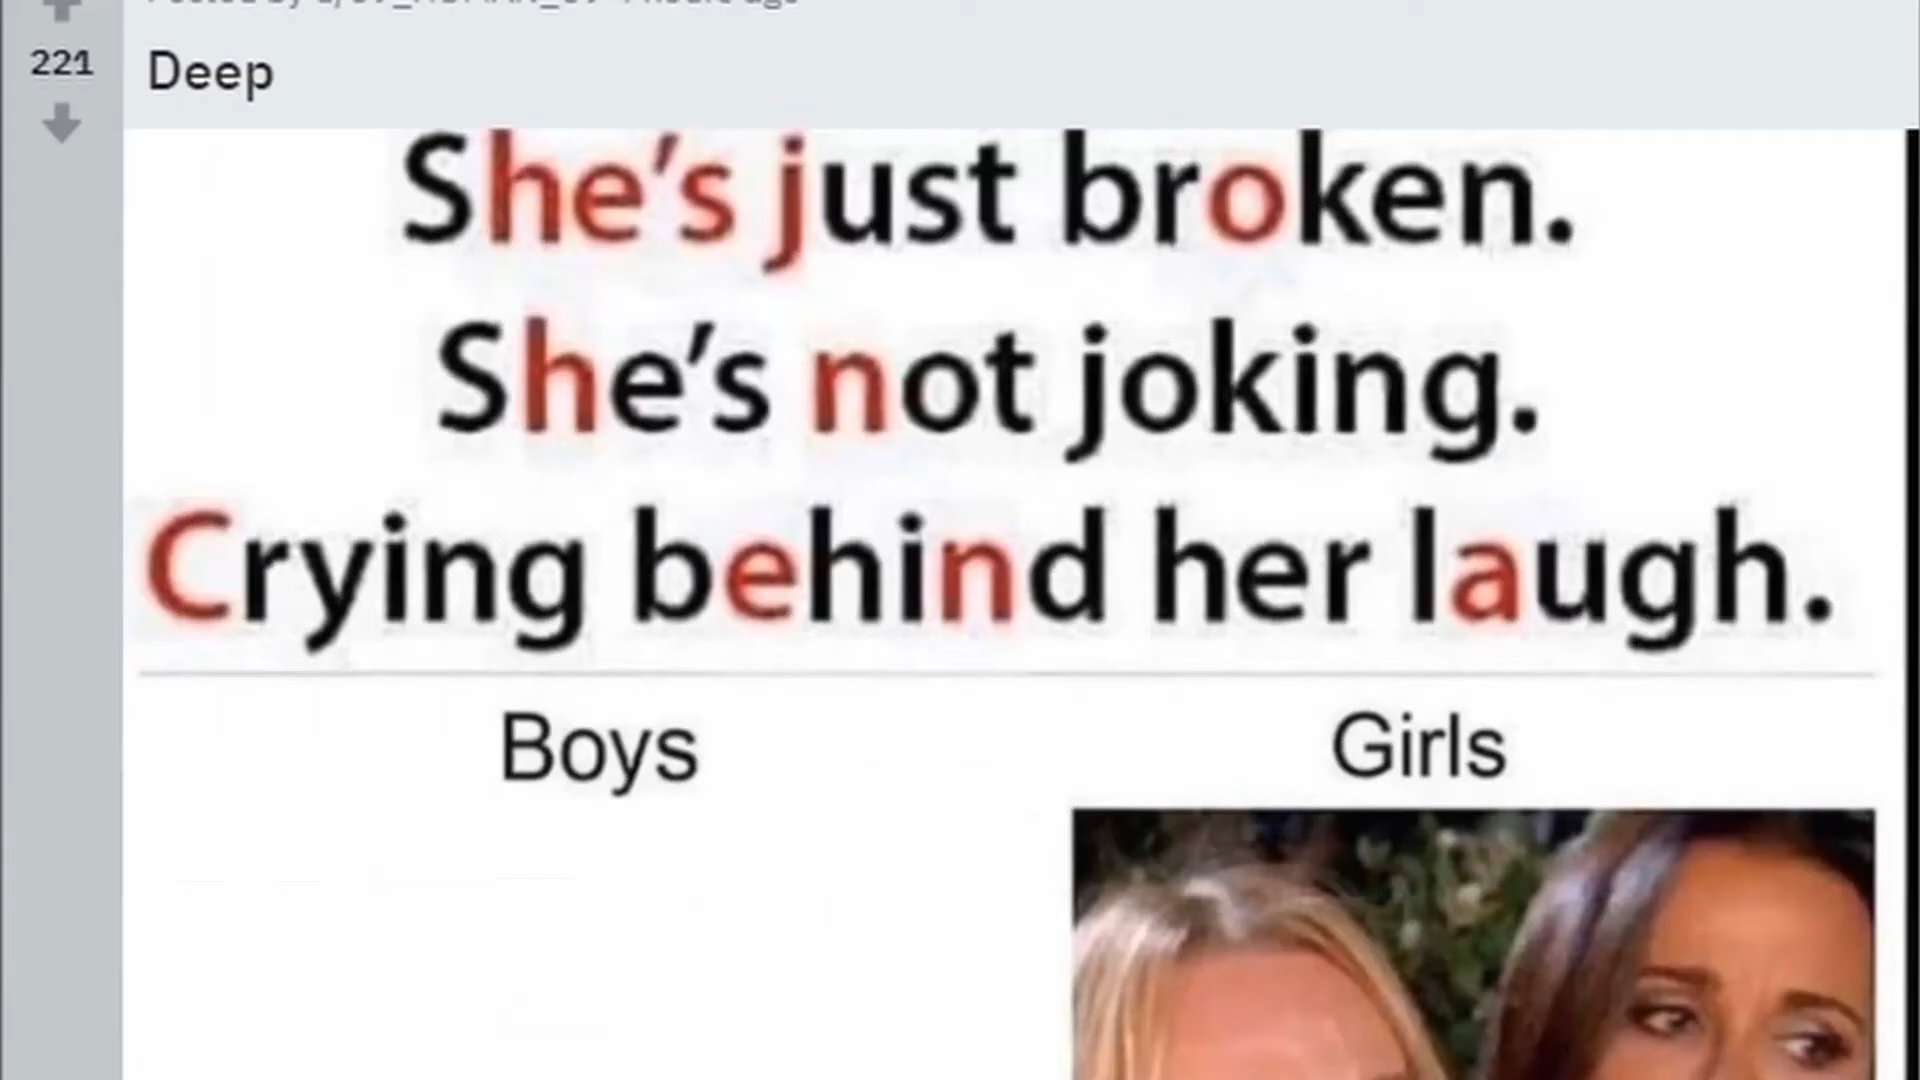 221
Deep
She's just broken.
She's not joking.
Crying behind her laugh.
Boys
Girls